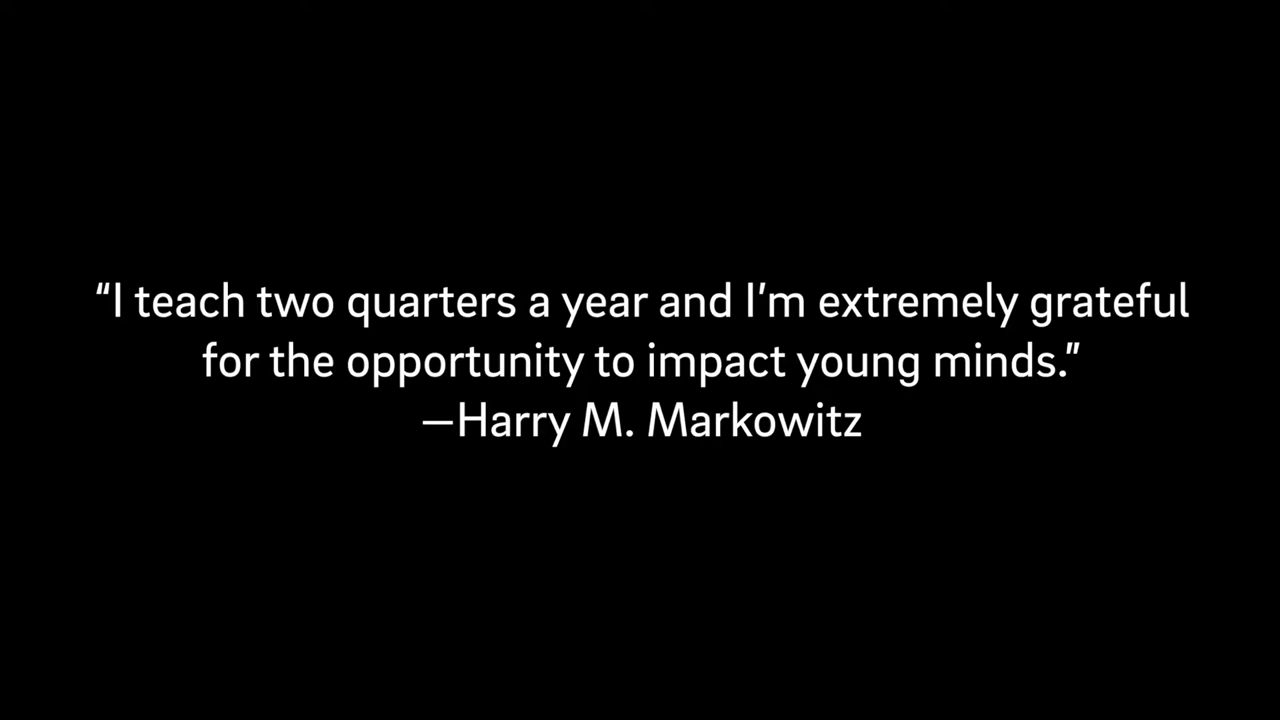 “I teach two quarters a year and I’m extremely grateful
for the opportunity to impact young minds.”
—Harry M. Markowitz